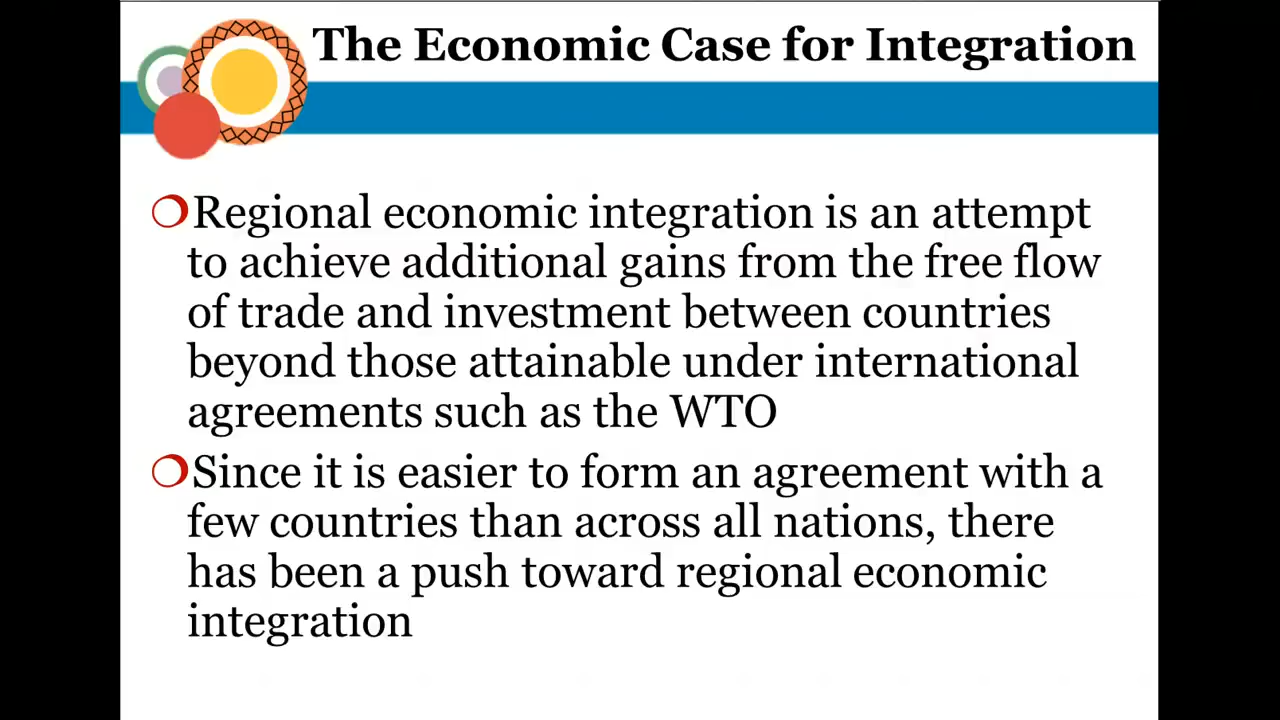 The Economic Case for Integration
Regional economic integration is an attempt
to achieve additional gains from the free flow
of trade and investment between countries
beyond those attainable under international
agreements such as the WTO
Since it is easier to form an agreement with a
few countries than across all nations, there
has been a push toward regional economic
integration